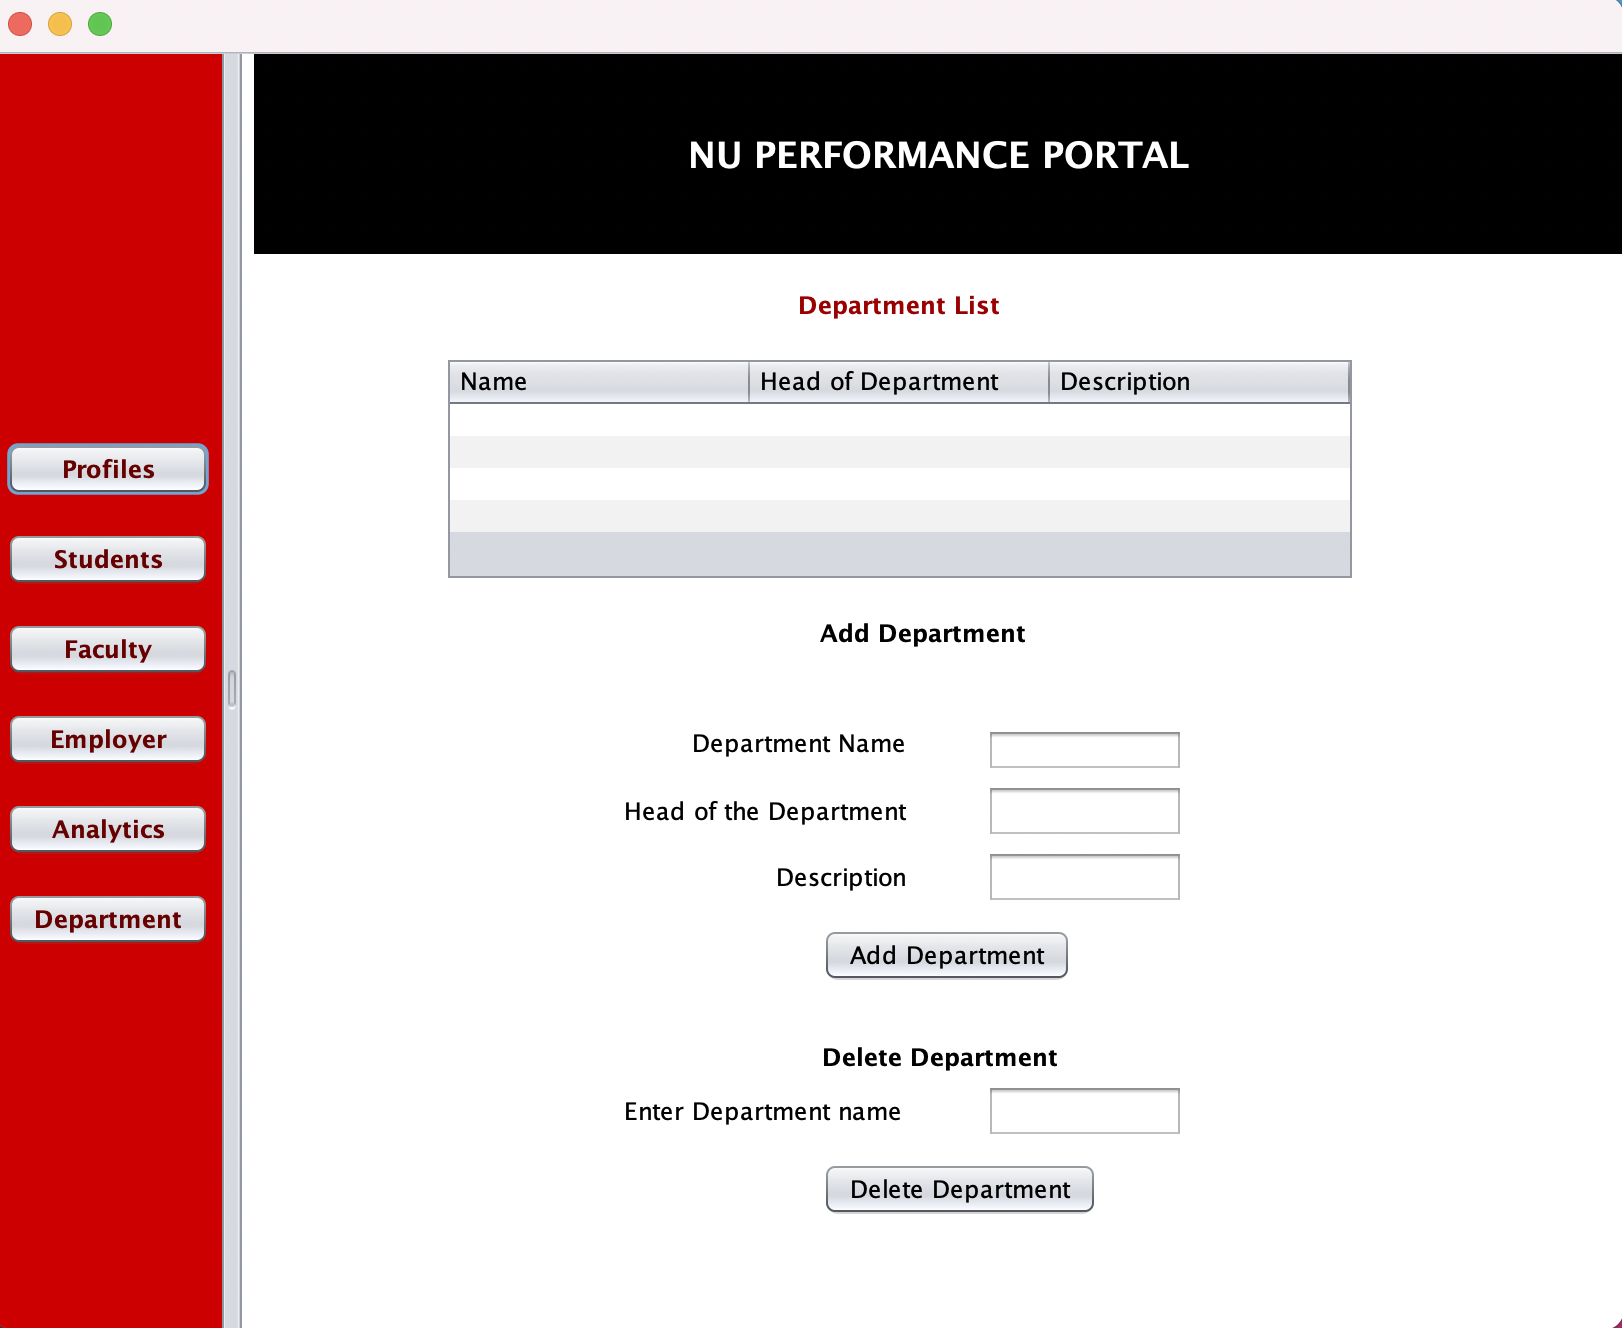 NU PERFORMANCE PORTAL
Department List
Name Head of Department Description
Profiles
Students
Faculty
Employer
Analytics
Department
Add Department
Department Name
Head of the Department
Description
Add Department
Delete Department
Enter Department name
Delete Department